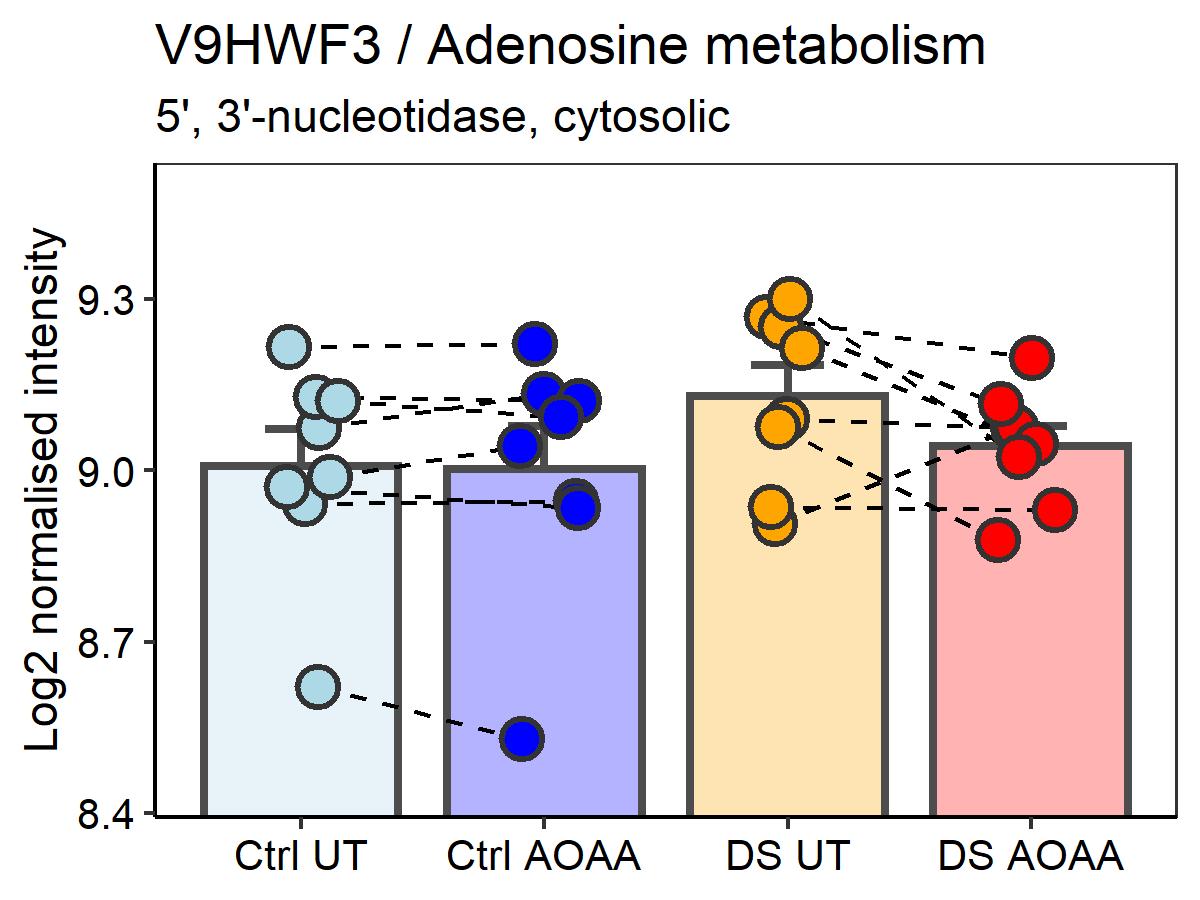 V9HWF3 / Adenosine metabolism
5', 3'-nucleotidase, cytosolic
Log2 normalised intensity
9.3
9.0
8.7
8.4
Ctrl UT
Ctrl AOAA
DS UT
DS AOAA